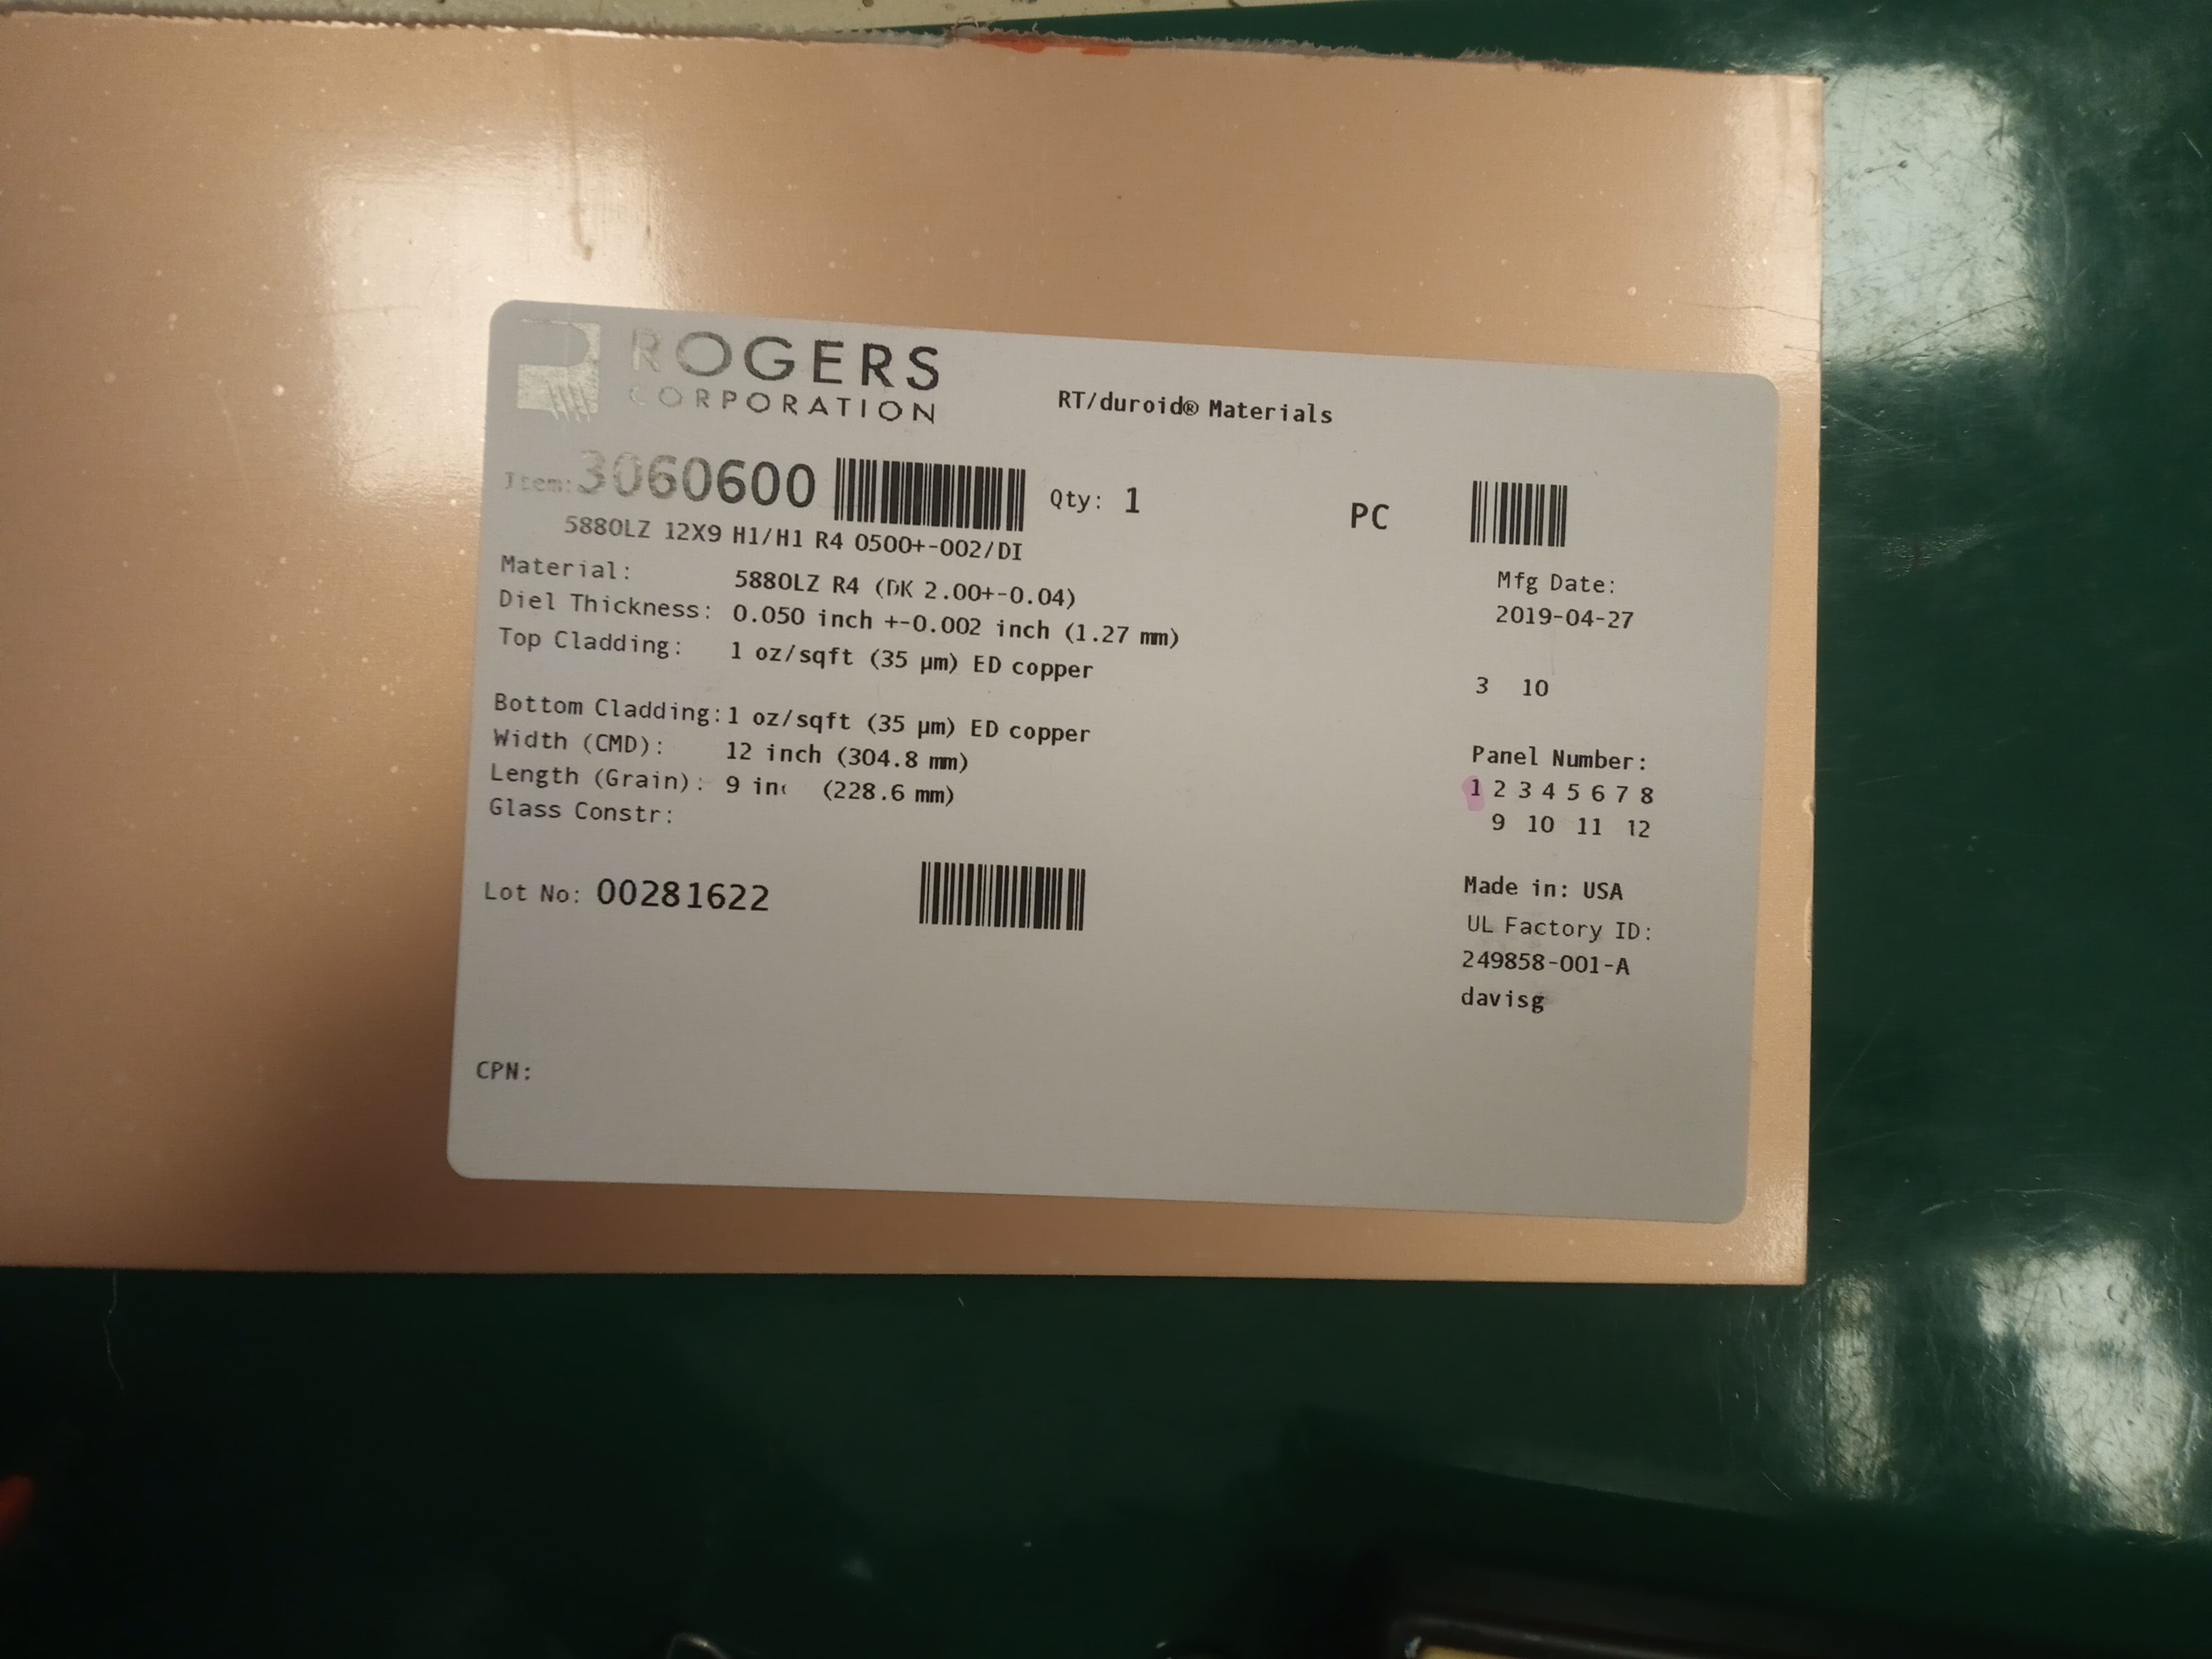 ROGERS
CORPORATION
RT/duroid® Materials
Item: 3060600 Qty: 1 PC
5880LZ 12X9 H1/H1 R4 0500+-002/DI
Material: 5880LZ R4 (DK 2.00+-0.04)
Diel Thickness: 0.050 inch +-0.002 inch (1.27 mm)
Top Cladding: 1 oz/sqft (35 µm) ED copper
Bottom Cladding: 1 oz/sqft (35 µm) ED copper
Width (CMD): 12 inch (304.8 mm)
Length (Grain): 9 inc (228.6 mm)
Glass Constr:
Lot No: 00281622
CPN:
Mfg Date:
2019-04-27
3 10
Panel Number:
1 2 3 4 5 6 7 8
9 10 11 12
Made in: USA
UL Factory ID:
249858-001-A
davisg